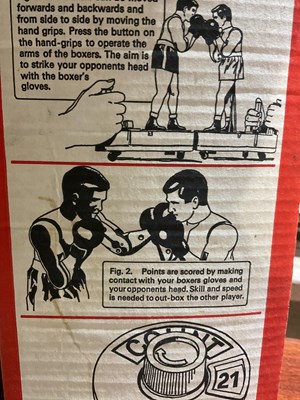 forwards and backwards and
from side to side by moving the
hand grips. Press the button on
the hand-grips to operate the
arms of the boxers. The aim is
to strike your opponents head
with the boxer's
gloves.
Fig. 2. Points are scored by making
contact with your boxers gloves and
your opponents head. Skill and speed
is needed to out-box the other player.
COUNT
21